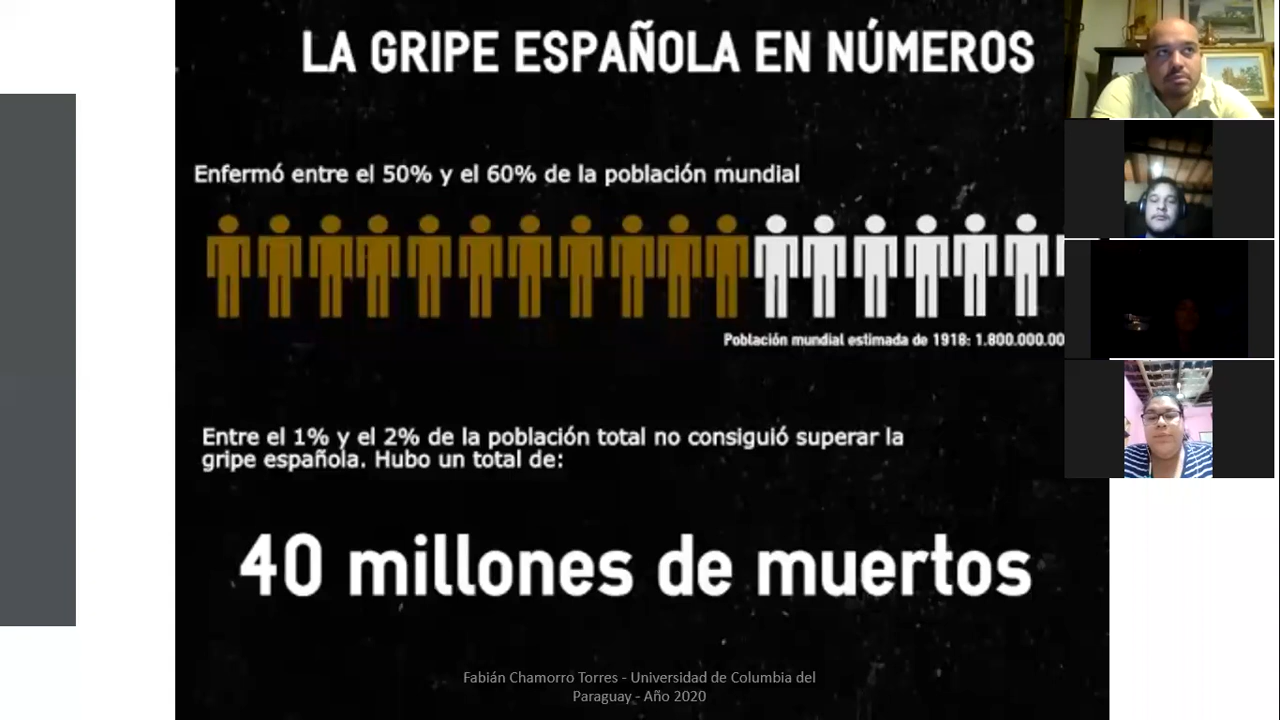 LA GRIPE ESPAÑOLA EN NÚMEROS
Enfermó entre el 50% y el 60% de la población mundial
Población mundial estimada de 1918: 1.800.000.00
Entre el 1% y el 2% de la población total no consiguió superar la
gripe española. Hubo un total de:
40 millones de muertos
Fabián Chamorro Torres - Universidad de Columbia del
Paraguay - Año 2020